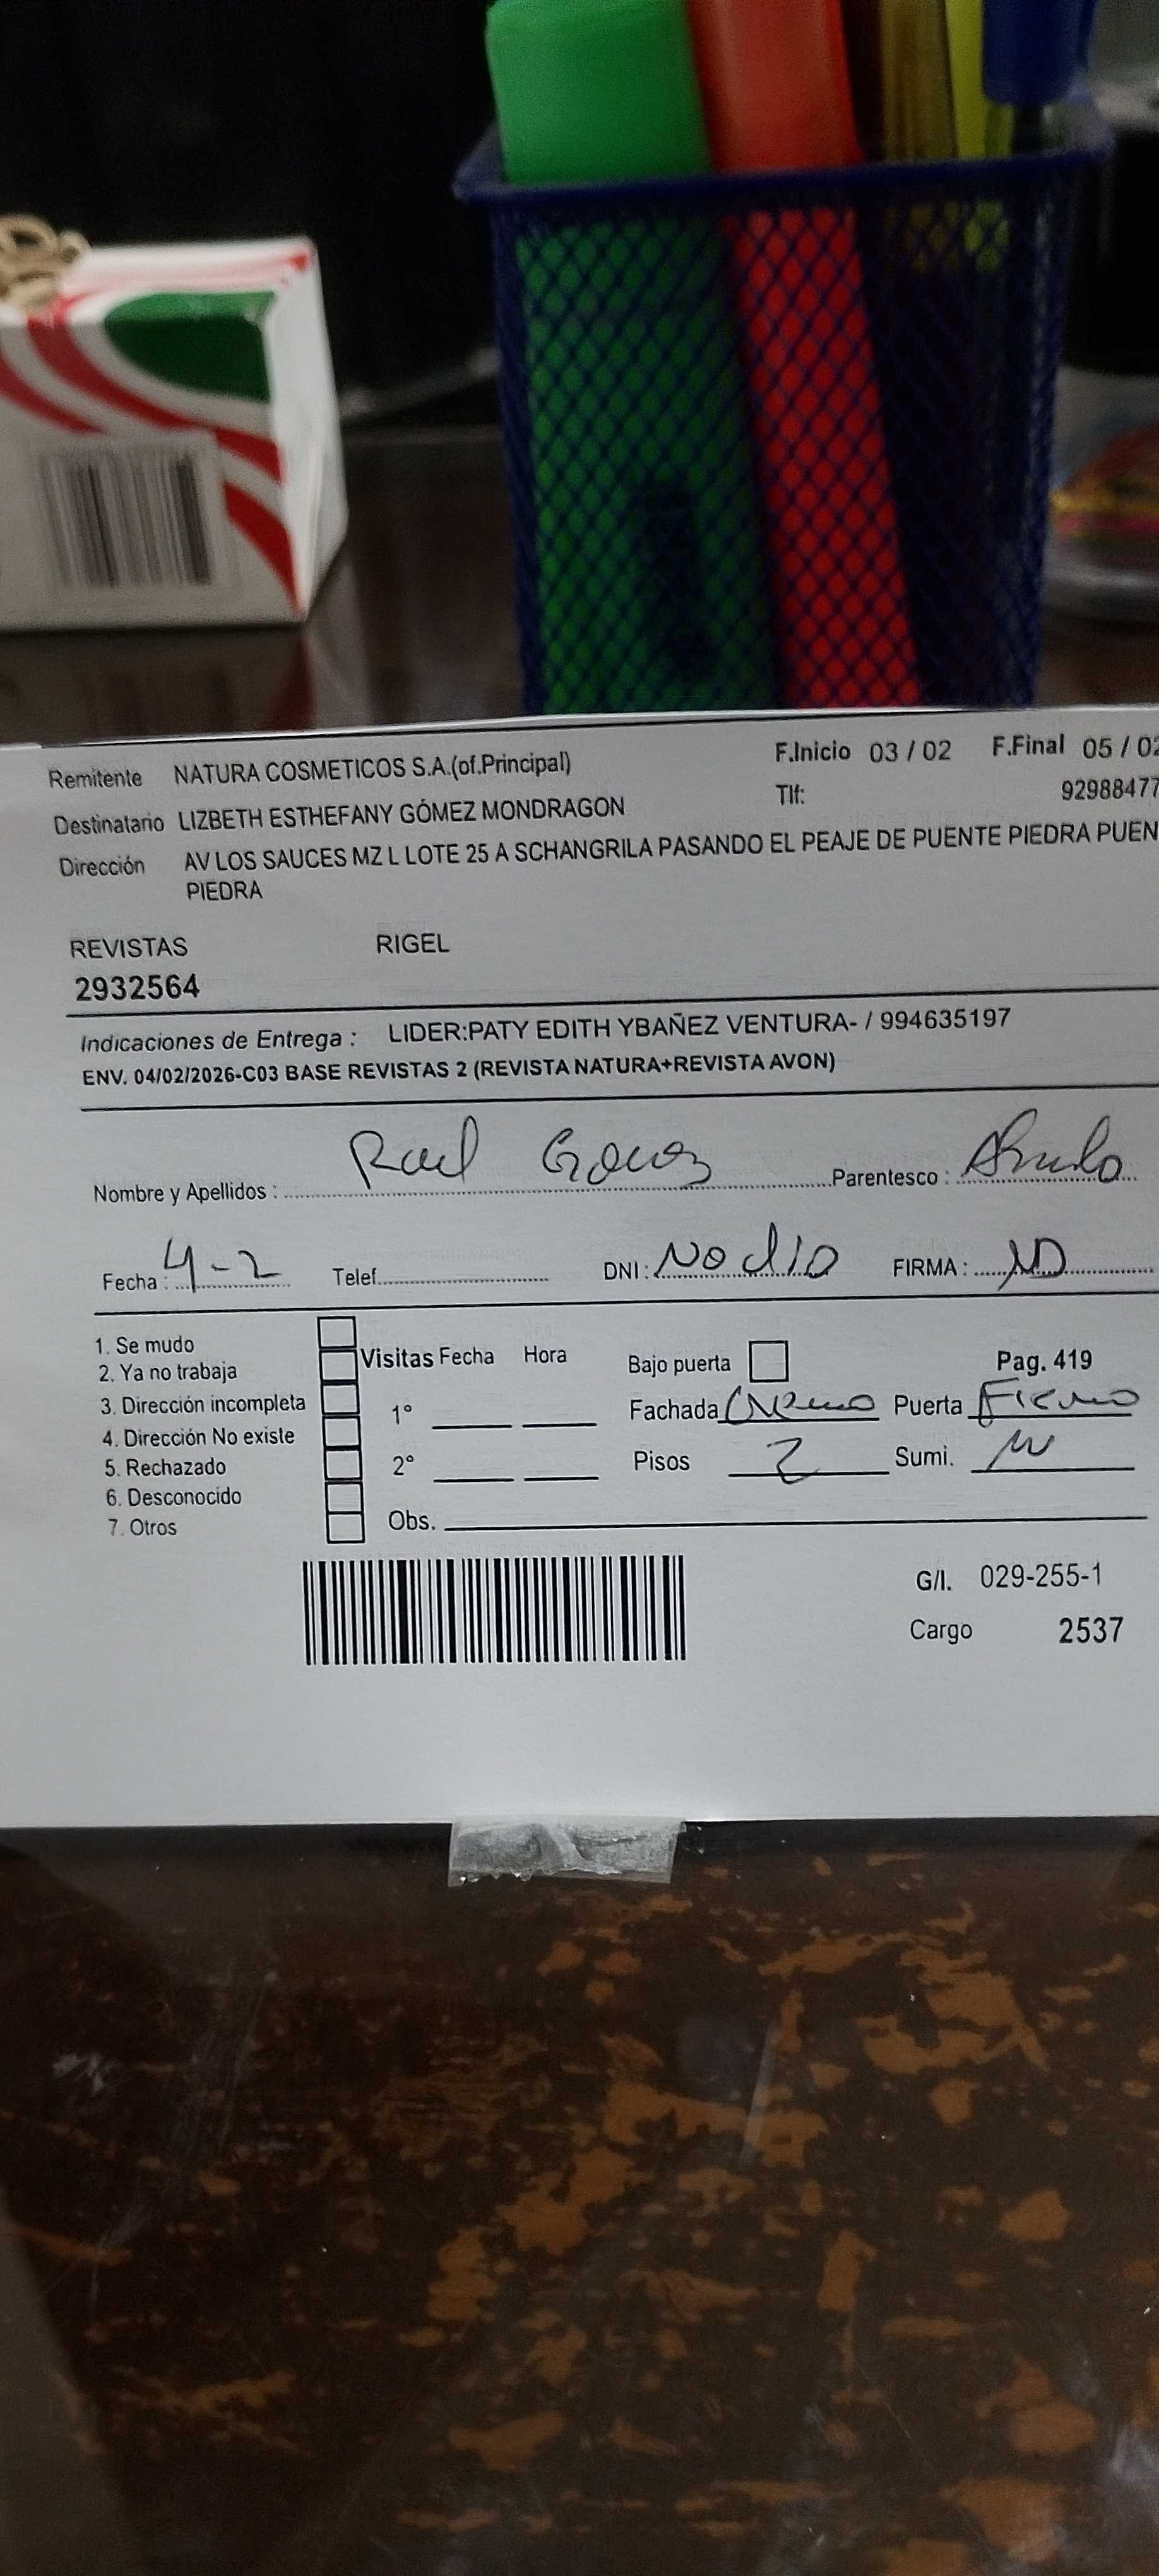 Remitente NATURA COSMETICOS S.A.(of.Principal) F.Inicio 03 / 02 F.Final 05 / 02
Destinatario LIZBETH ESTHEFANY GÓMEZ MONDRAGON Tlf: 92988477
Dirección AV LOS SAUCES MZ L LOTE 25 A SCHANGRILA PASANDO EL PEAJE DE PUENTE PIEDRA PUEN
PIEDRA
REVISTAS RIGEL
2932564
Indicaciones de Entrega : LIDER:PATY EDITH YBAÑEZ VENTURA- / 994635197
ENV. 04/02/2026-C03 BASE REVISTAS 2 (REVISTA NATURA+REVISTA AVON)
Nombre y Apellidos : Raul Gomez Parentesco : Abuelo
Fecha : 4-2 Telef. DNI : No dio FIRMA : ND
1. Se mudo
2. Ya no trabaja
3. Dirección incompleta
4. Dirección No existe
5. Rechazado
6. Desconocido
7. Otros
Visitas Fecha Hora
1°
2°
Obs.
Bajo puerta Pag. 419
Fachada Crema Puerta Fierro
Pisos 2 Sumi.
G/I. 029-255-1
Cargo 2537